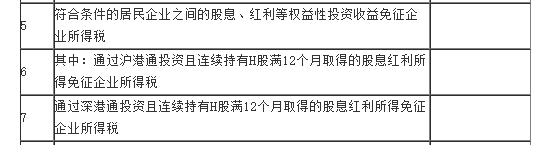 5
符合条件的居民企业之间的股息、红利等权益性投资收益免征企
业所得税
6
其中：通过沪港通投资且连续持有H股满12个月取得的股息红利所
得免征企业所得税
7
通过深港通投资且连续持有H股满12个月取得的股息红利所得免征
企业所得税